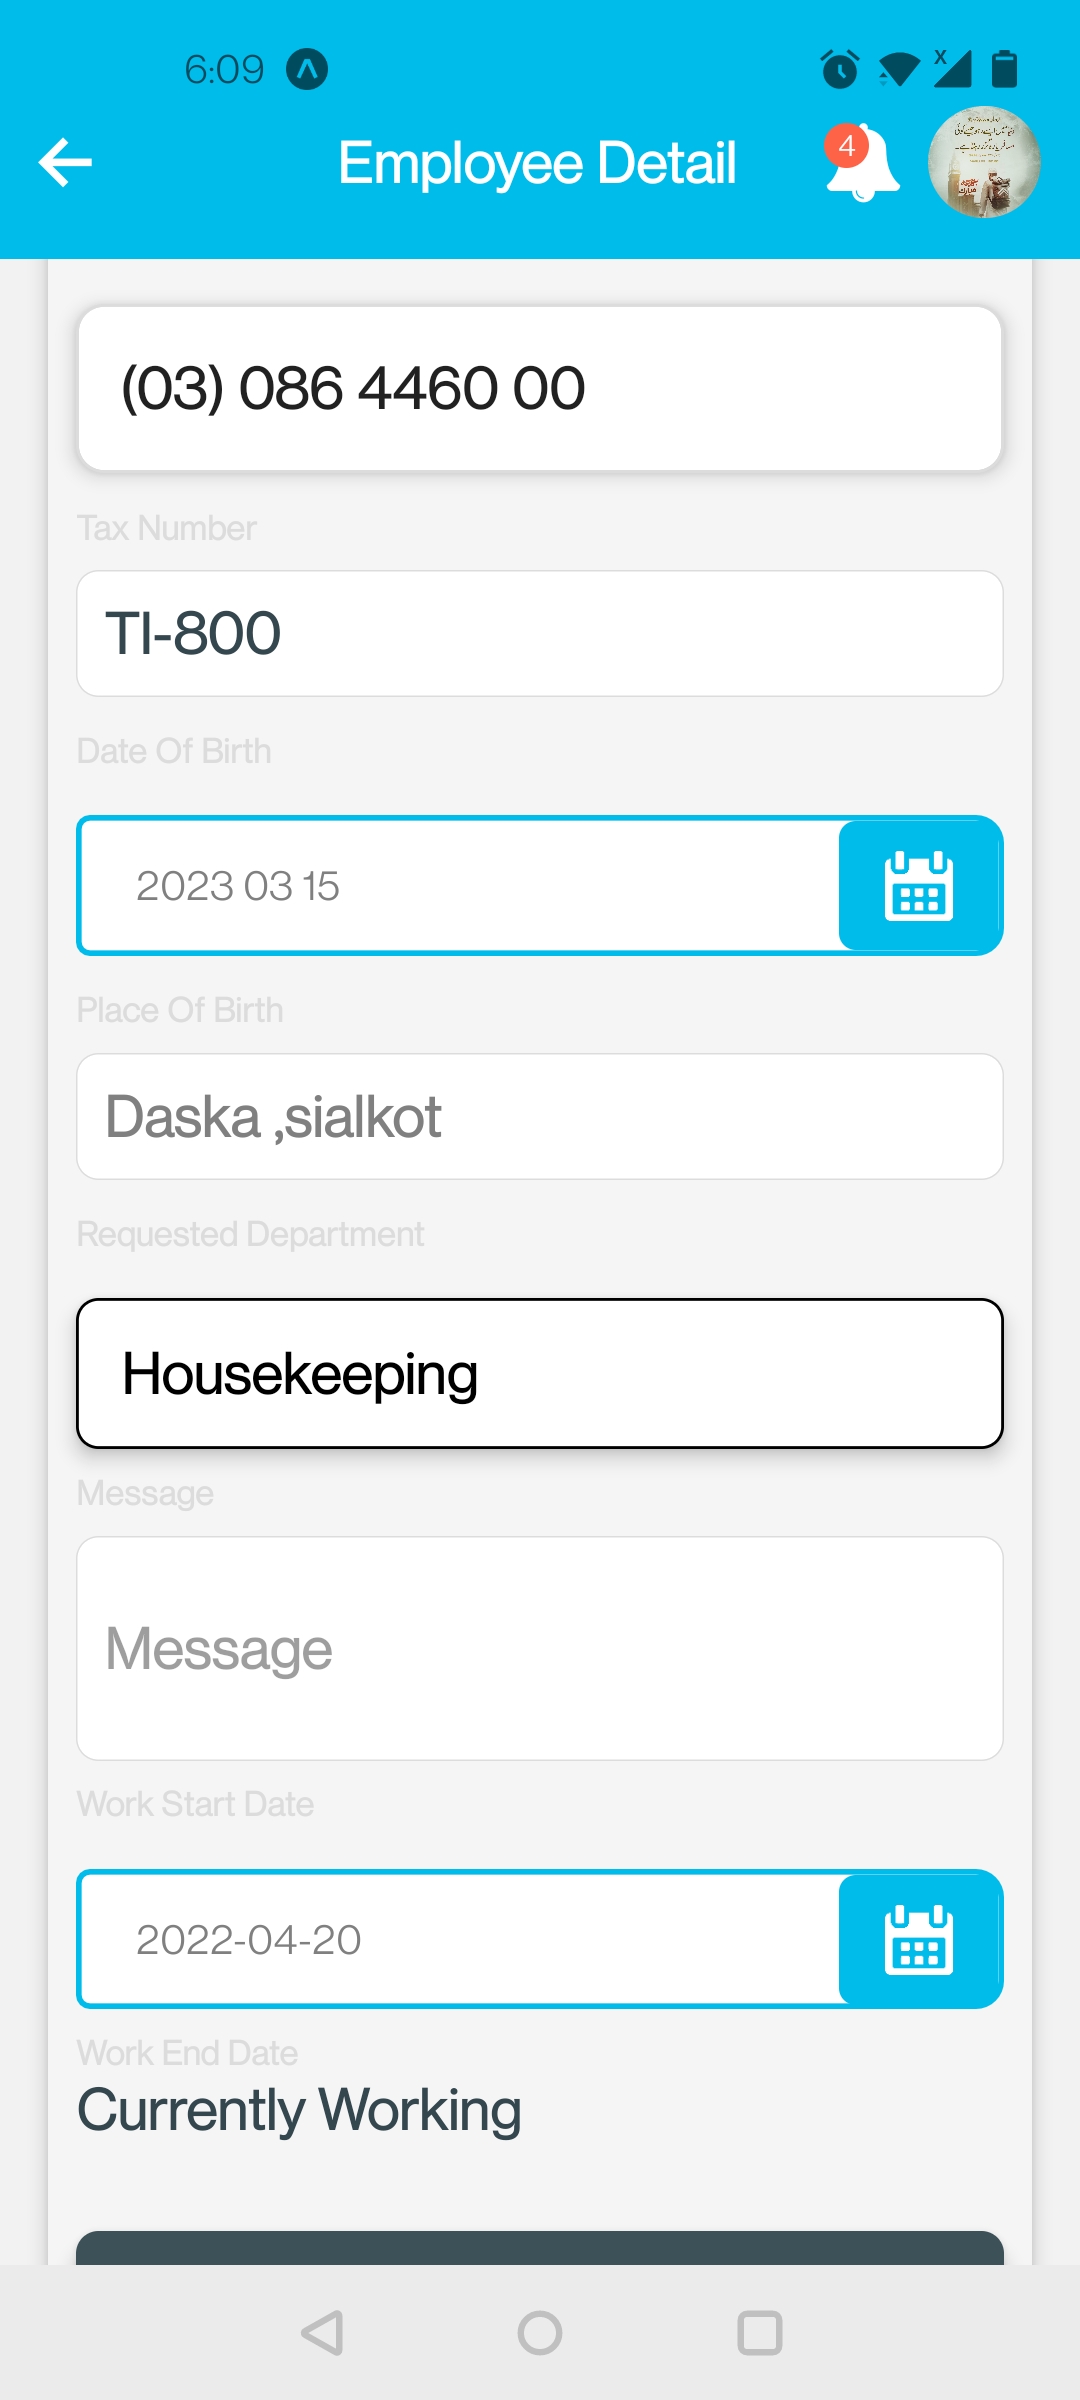 6:09
Employee Detail
4
(03) 086 4460 00
Tax Number
TI-800
Date Of Birth
2023 03 15
Place Of Birth
Daska ,sialkot
Requested Department
Housekeeping
Message
Message
Work Start Date
2022-04-20
Work End Date
Currently Working